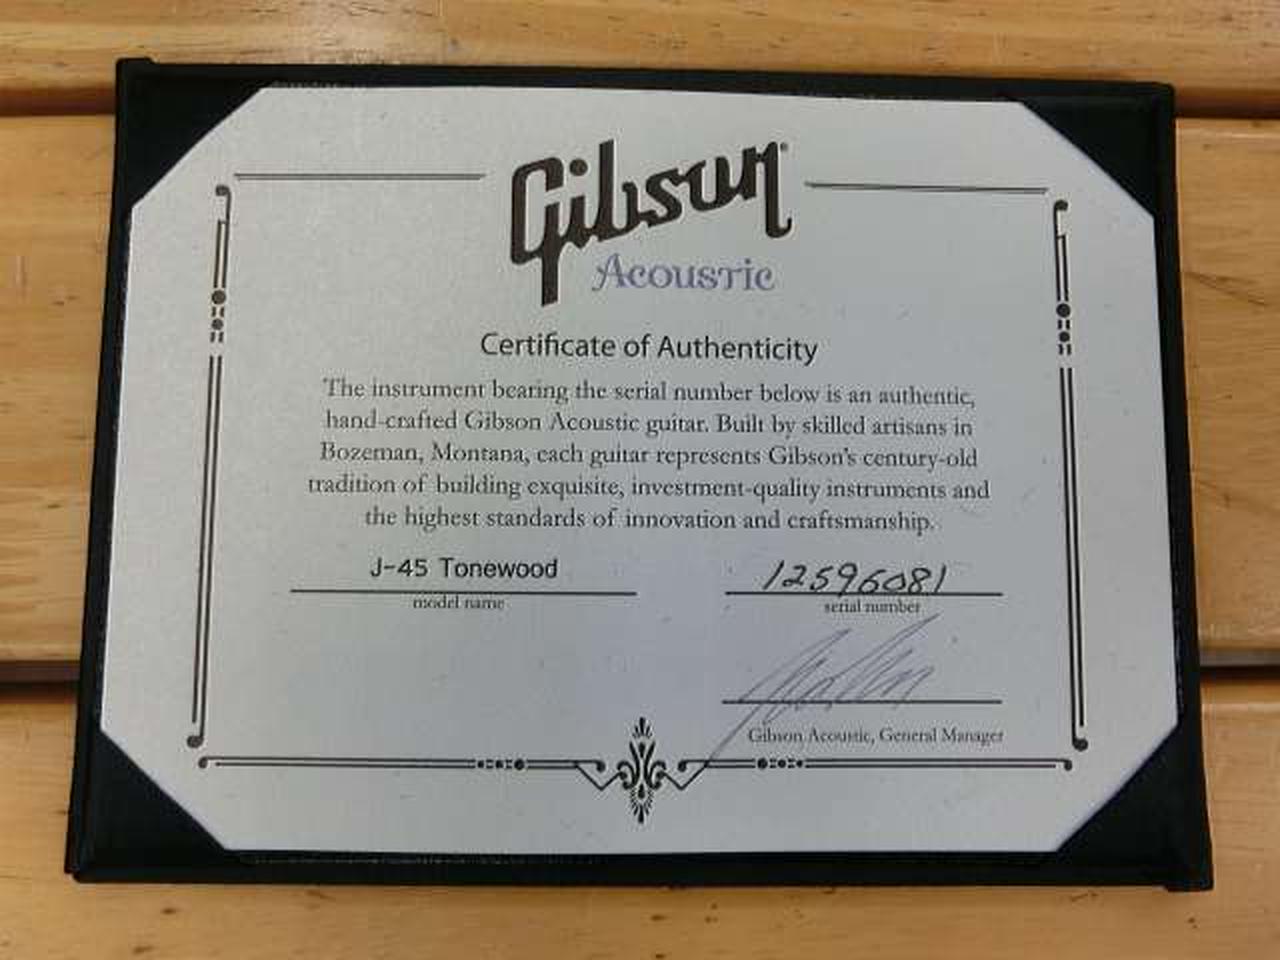 Gibson
Acoustic
Certificate of Authenticity
The instrument bearing the serial number below is an authentic,
hand-crafted Gibson Acoustic guitar. Built by skilled artisans in
Bozeman, Montana, each guitar represents Gibson's century-old
tradition of building exquisite, investment-quality instruments and
the highest standards of innovation and craftsmanship.
J-45 Tonewood
model name
12596081
serial number
Gibson Acoustic, General Manager